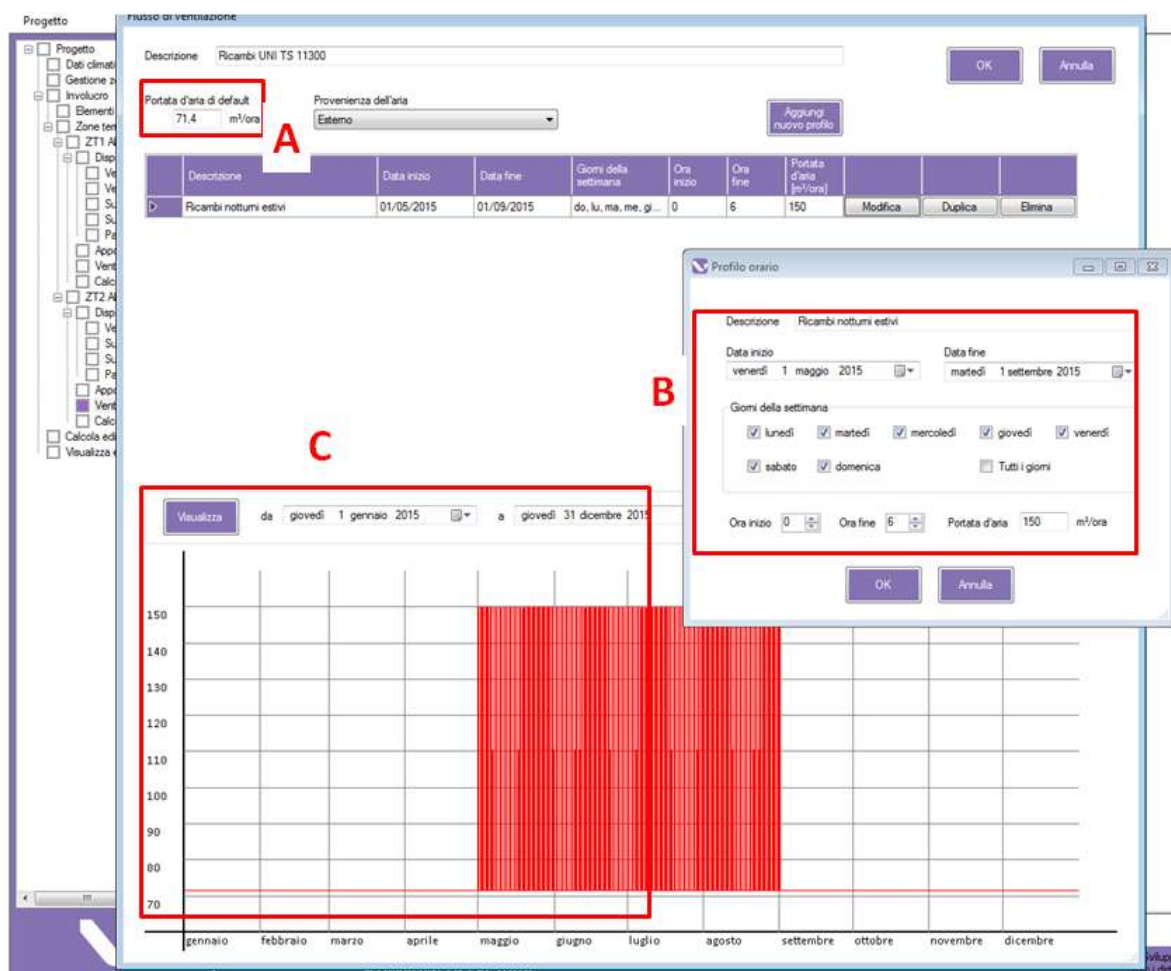 Progetto
Flusso di ventilazione
Progetto
Dati climati
Gestione z
Involucro
Elementi
Zone term
ZT1 A
Disp
Ve
Ve
Su
Su
Pa
Appo
Vent
Calc
ZT2 A
Disp
Ve
Su
Su
Pa
Appo
Vent
Calc
Calcola edi
Visualizza e
Descrizione Ricambi UNI TS 11300
OK Annulla
Portata d'aria di default
71,4 m³/ora
A
Provenienza dell'aria
Esterno
Aggiungi
nuovo profilo
Descrizione Data inizio Data fine Giorni della settimana Ora inizio Ora fine Portata d'aria [m³/ora]
Ricambi notturni estivi 01/05/2015 01/09/2015 do, lu, ma, me, gi... 0 6 150 Modifica Duplica Elimina
Profilo orario
B
Descrizione Ricambi notturni estivi
Data inizio Data fine
venerdì 1 maggio 2015 martedì 1 settembre 2015
Giorni della settimana
lunedì martedì mercoledì giovedì venerdì
sabato domenica Tutti i giorni
Ora inizio 0 Ora fine 6 Portata d'aria 150 m³/ora
OK Annulla
C
Visualizza da giovedì 1 gennaio 2015 a giovedì 31 dicembre 2015
150
140
130
120
110
100
90
80
70
gennaio febbraio marzo aprile maggio giugno luglio agosto settembre ottobre novembre dicembre